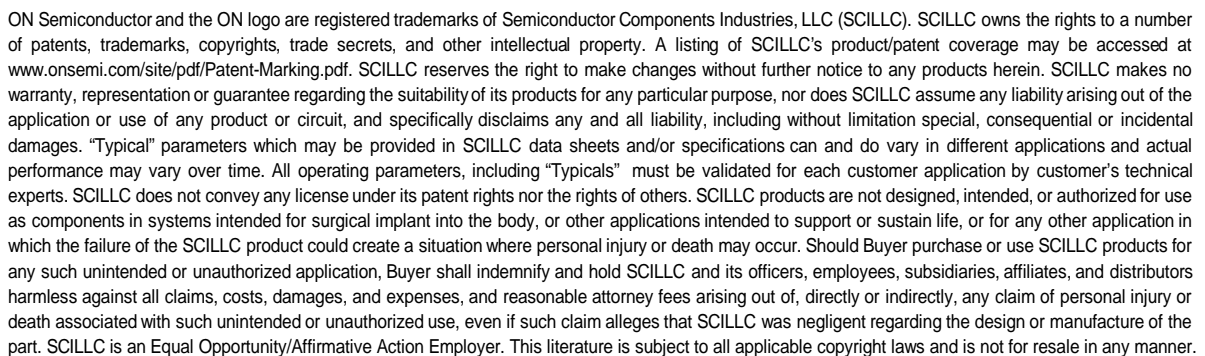 ON Semiconductor and the ON logo are registered trademarks of Semiconductor Components Industries, LLC (SCILLC). SCILLC owns the rights to a number
of patents, trademarks, copyrights, trade secrets, and other intellectual property. A listing of SCILLC's product/patent coverage may be accessed at
www.onsemi.com/site/pdf/Patent-Marking.pdf. SCILLC reserves the right to make changes without further notice to any products herein. SCILLC makes no
warranty, representation or guarantee regarding the suitability of its products for any particular purpose, nor does SCILLC assume any liability arising out of the
application or use of any product or circuit, and specifically disclaims any and all liability, including without limitation special, consequential or incidental
damages. “Typical” parameters which may be provided in SCILLC data sheets and/or specifications can and do vary in different applications and actual
performance may vary over time. All operating parameters, including “Typicals” must be validated for each customer application by customer's technical
experts. SCILLC does not convey any license under its patent rights nor the rights of others. SCILLC products are not designed, intended, or authorized for use
as components in systems intended for surgical implant into the body, or other applications intended to support or sustain life, or for any other application in
which the failure of the SCILLC product could create a situation where personal injury or death may occur. Should Buyer purchase or use SCILLC products for
any such unintended or unauthorized application, Buyer shall indemnify and hold SCILLC and its officers, employees, subsidiaries, affiliates, and distributors
harmless against all claims, costs, damages, and expenses, and reasonable attorney fees arising out of, directly or indirectly, any claim of personal injury or
death associated with such unintended or unauthorized use, even if such claim alleges that SCILLC was negligent regarding the design or manufacture of the
part. SCILLC is an Equal Opportunity/Affirmative Action Employer. This literature is subject to all applicable copyright laws and is not for resale in any manner.